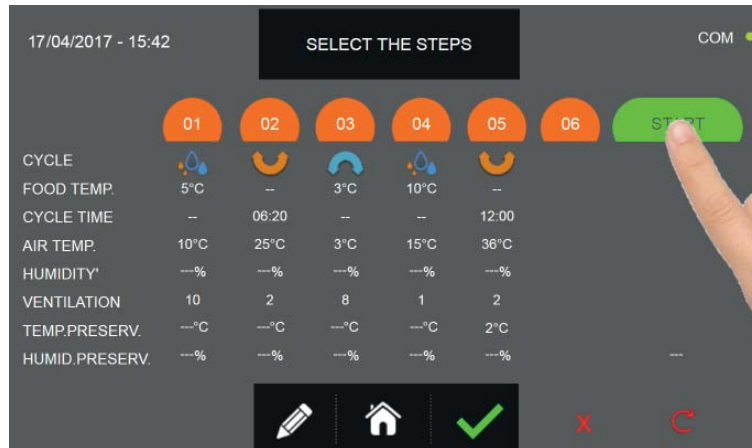 17/04/2017 - 15:42
SELECT THE STEPS
COM
01 02 03 04 05 06 START
CYCLE
FOOD TEMP. 5°C -- 3°C 10°C --
CYCLE TIME -- 06:20 -- -- 12:00
AIR TEMP. 10°C 25°C 3°C 15°C 36°C
HUMIDITY' ---% ---% ---% ---% ---%
VENTILATION 10 2 8 1 2
TEMP.PRESERV. ---°C ---°C ---°C ---°C 2°C
HUMID.PRESERV. ---% ---% ---% ---% ---% ---
X